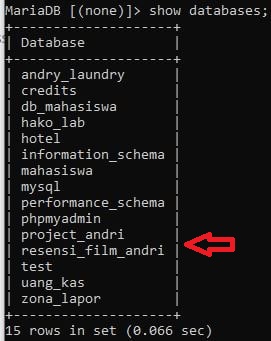 MariaDB [(none)]> show databases;
+--------------------+
| Database           |
+--------------------+
| andry_laundry      |
| credits            |
| db_mahasiswa       |
| hako_lab           |
| hotel              |
| information_schema |
| mahasiswa          |
| mysql              |
| performance_schema |
| phpmyadmin         |
| project_andri      |
| resensi_film_andri |
| test               |
| uang_kas           |
| zona_lapor         |
+--------------------+
15 rows in set (0.066 sec)